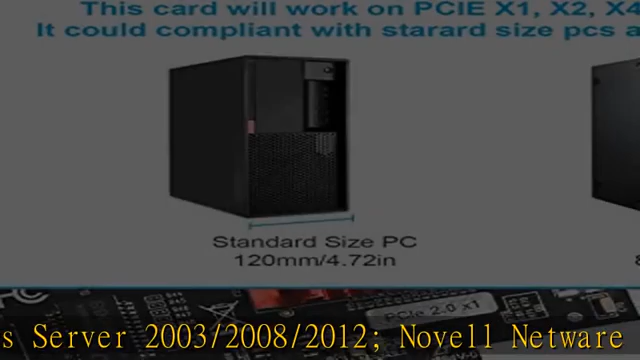 This card will work on PCIE X1, X2, X4
It could compliant with starard size pcs a
Standard Size PC
120mm/4.72in
PCIe 2.0 x1
s Server 2003/2008/2012; Novell Netware